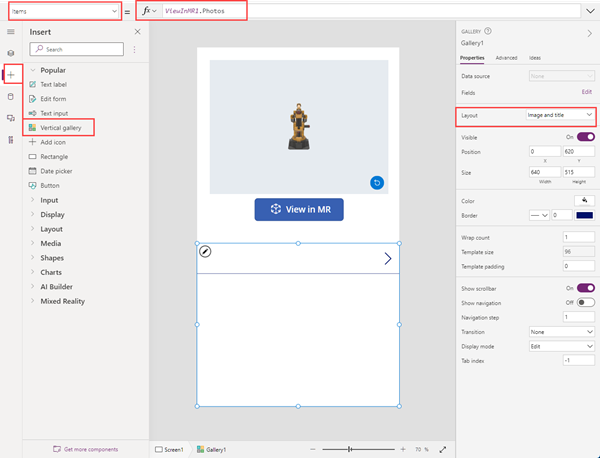 Items
=
fx
ViewInMR1.Photos
Insert
Search
Popular
Text label
Edit form
Text input
Vertical gallery
Add icon
Rectangle
Date picker
Button
Input
Display
Layout
Media
Shapes
Charts
AI Builder
Mixed Reality
Get more components
View in MR
Screen1
Gallery1
70 %
GALLERY
Gallery1
Properties
Advanced
Ideas
Data source
None
Fields
Edit
Layout
Image and title
Visible
On
Position
0
620
X
Y
Size
640
515
Width
Height
Color
Border
0
Wrap count
1
Template size
96
Template padding
0
Show scrollbar
On
Show navigation
Off
Navigation step
1
Transition
None
Display mode
Edit
Tab index
-1